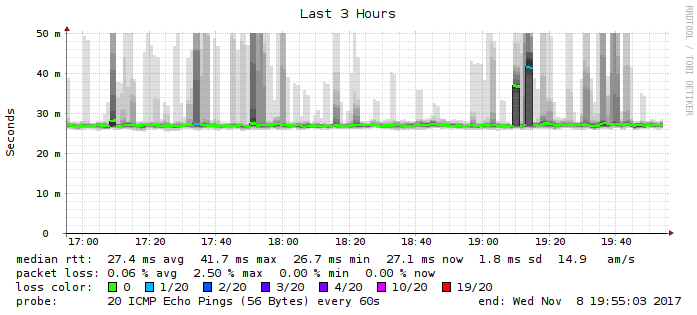 Last 3 Hours
RRDTOOL / TOBI OETIKER
Seconds
50 m
40 m
30 m
20 m
10 m
0
17:00 17:20 17:40 18:00 18:20 18:40 19:00 19:20 19:40
median rtt: 27.4 ms avg 41.7 ms max 26.7 ms min 27.1 ms now 1.8 ms sd 14.9 am/s
packet loss: 0.06 % avg 2.50 % max 0.00 % min 0.00 % now
loss color: 0 1/20 2/20 3/20 4/20 10/20 19/20
probe: 20 ICMP Echo Pings (56 Bytes) every 60s end: Wed Nov 8 19:55:03 2017